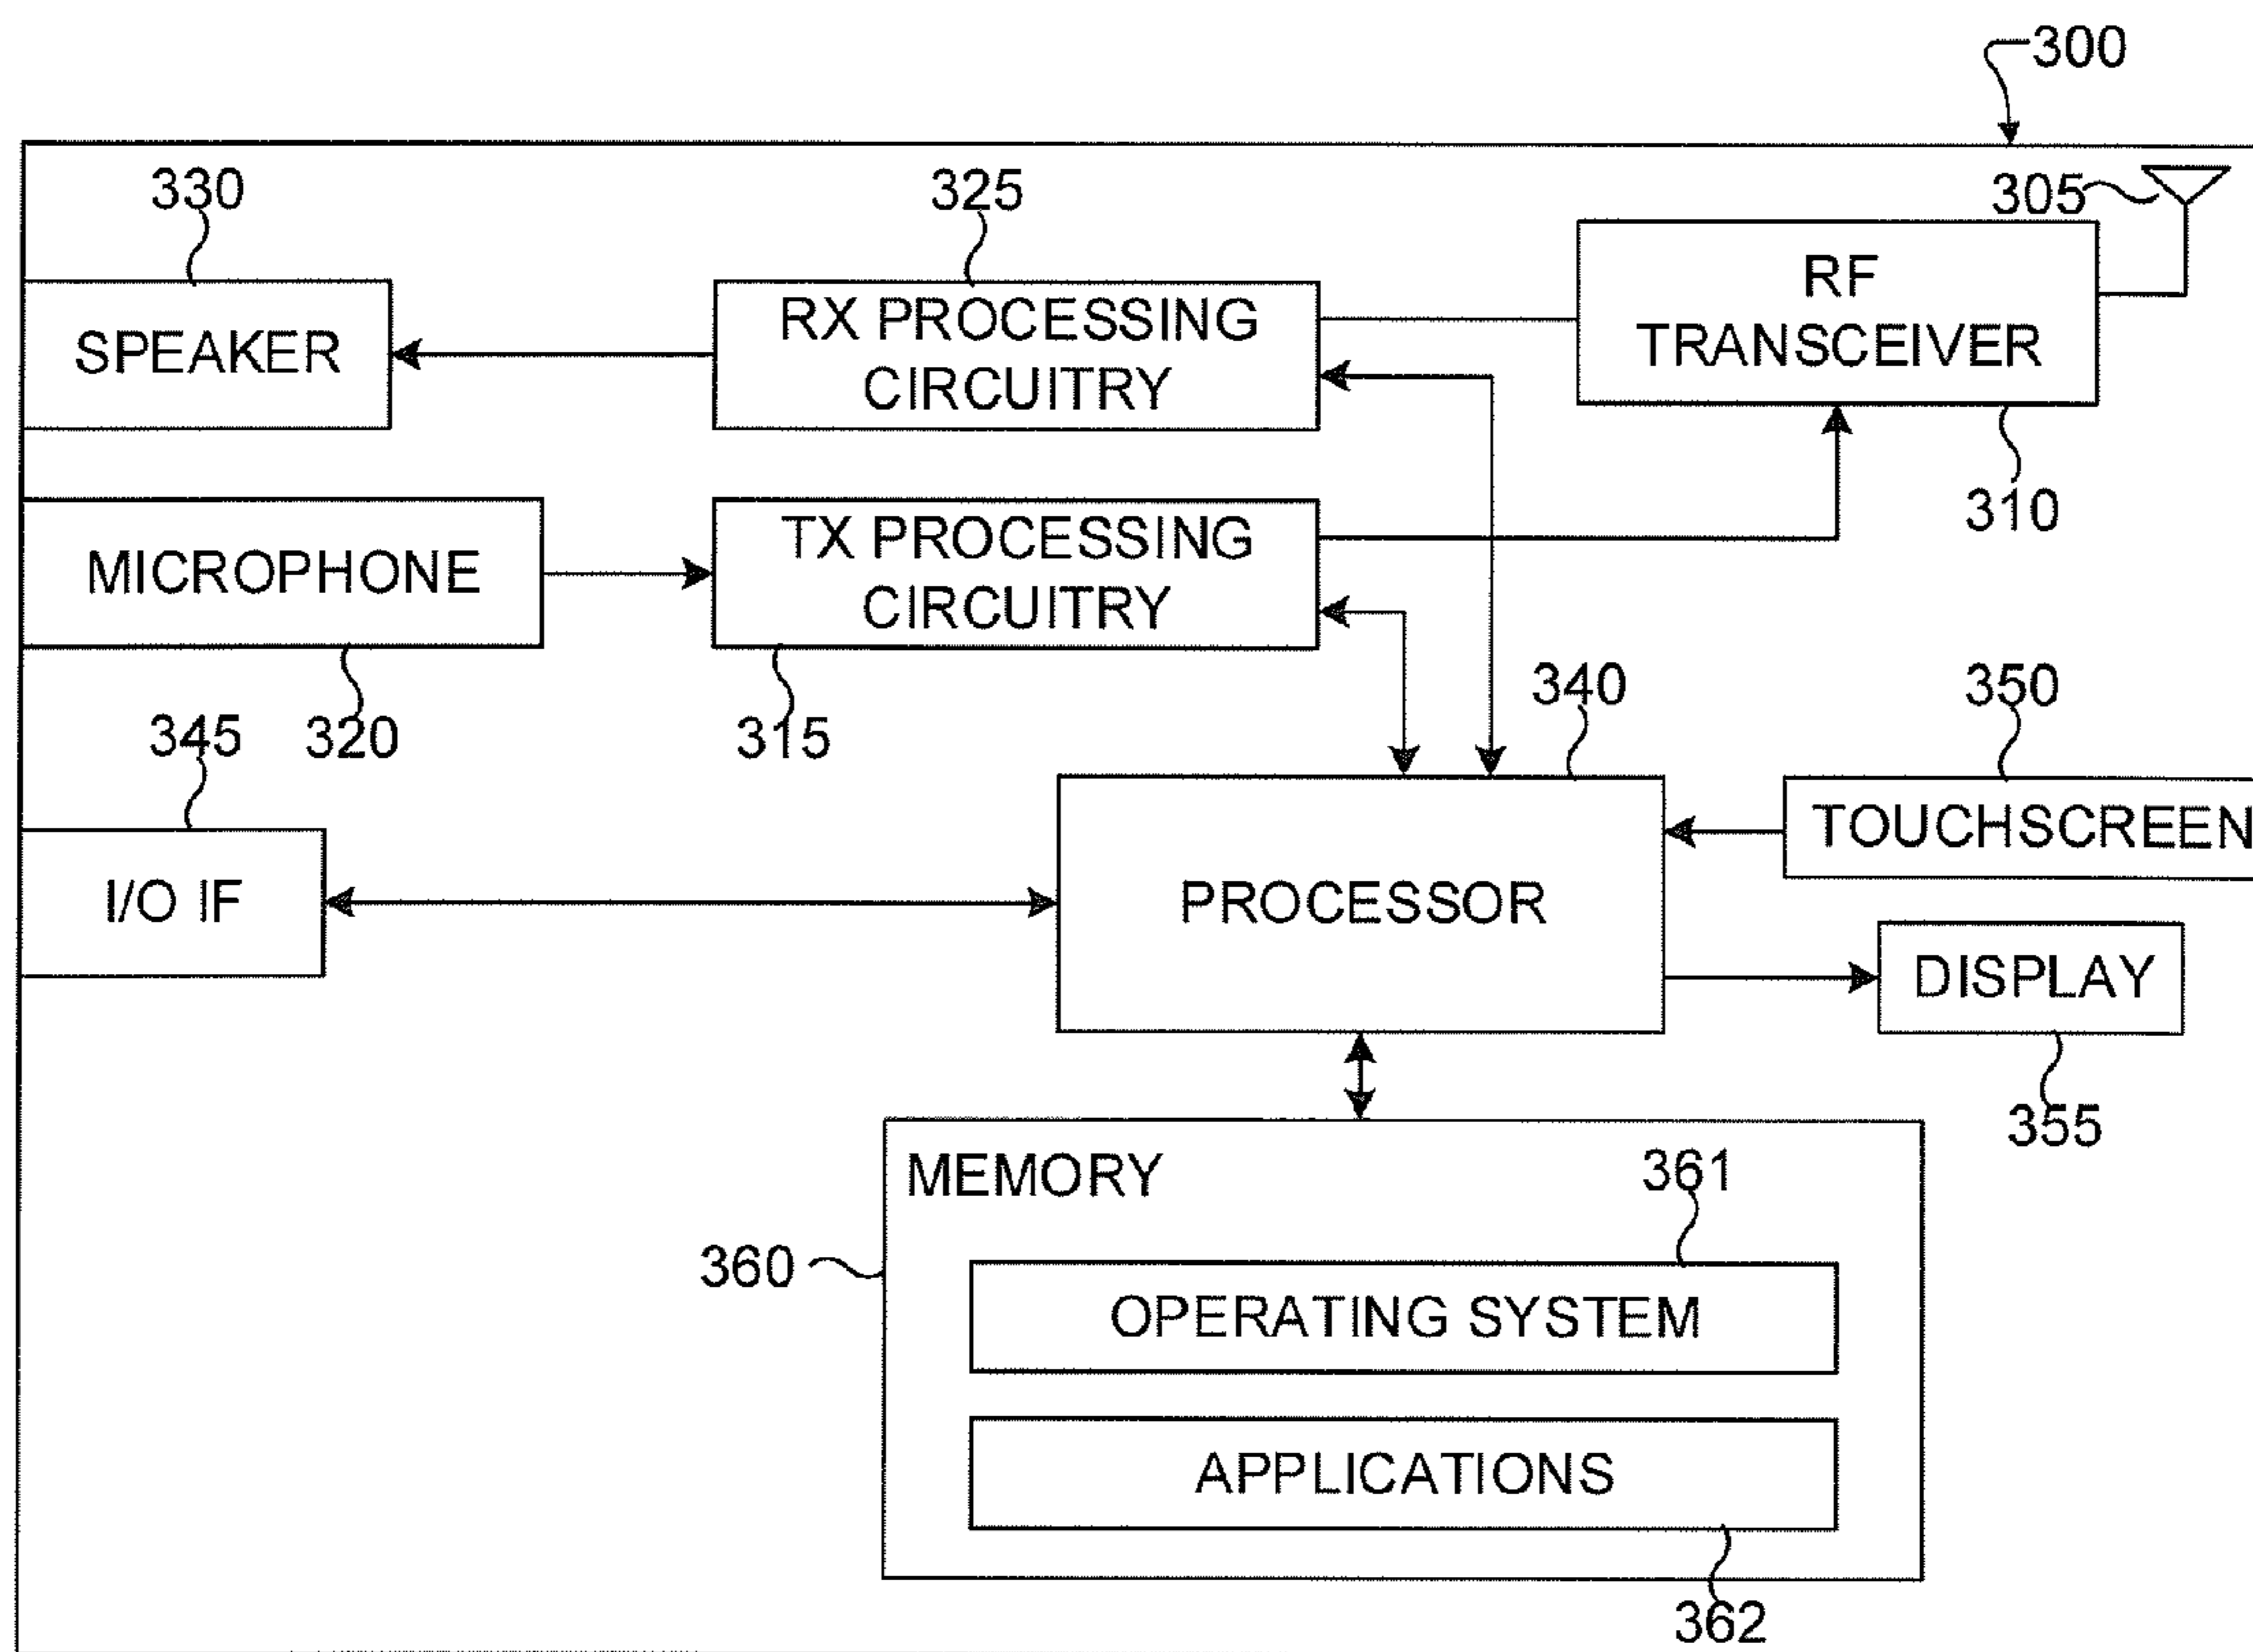 300
330
325
305
SPEAKER
RX PROCESSING
CIRCUITRY
RF
TRANSCEIVER
310
MICROPHONE
TX PROCESSING
CIRCUITRY
345
320
315
340
350
I/O IF
PROCESSOR
TOUCHSCREEN
DISPLAY
355
MEMORY
361
360
OPERATING SYSTEM
APPLICATIONS
362